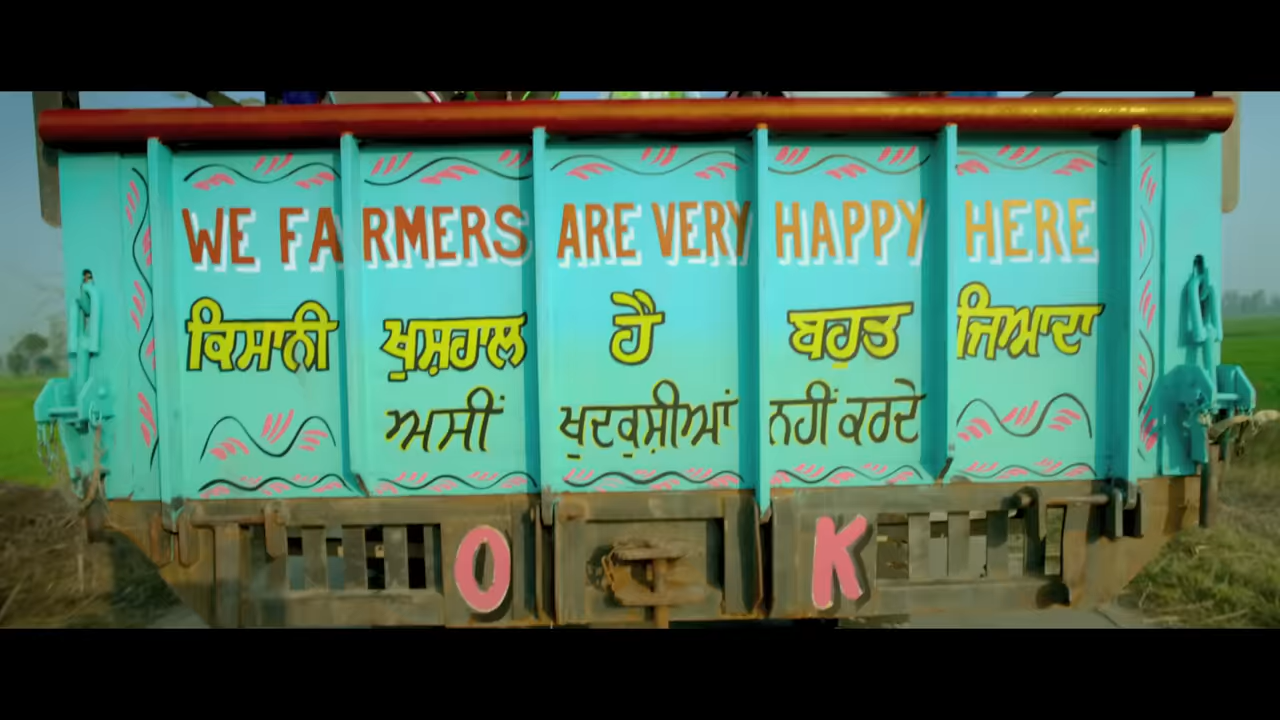 WE FARMERS ARE VERY HAPPY HERE
ਕਿਸਾਨੀ ਖੁਸ਼ਹਾਲ ਹੈ ਬਹੁਤ ਜਿਆਦਾ
ਅਸੀਂ ਖੁਦਕੁਸ਼ੀਆਂ ਨਹੀਂ ਕਰਦੇ
O K